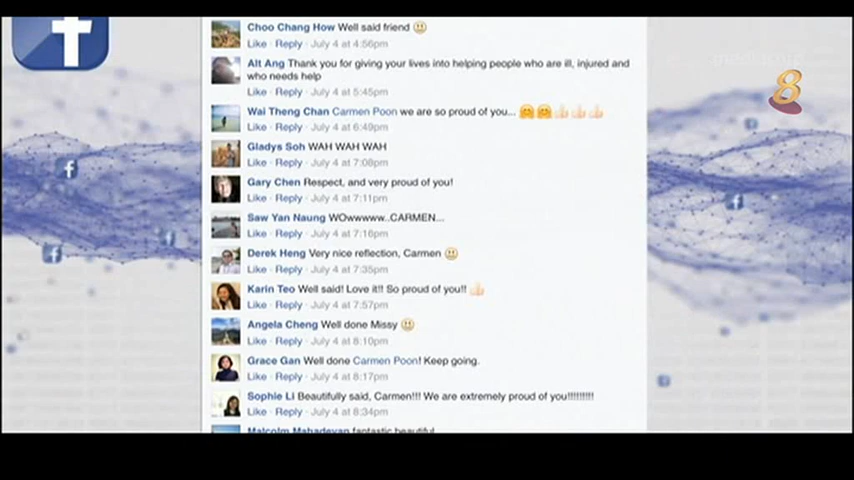 Choo Chang How Well said friend
Like · Reply · July 4 at 4:56pm
8
Alt Ang Thank you for giving your lives into helping people who are ill, injured and
who needs help
Like · Reply · July 4 at 5:45pm
Wai Theng Chan Carmen Poon we are so proud of you...
Like · Reply · July 4 at 6:49pm
Gladys Soh WAH WAH WAH
Like · Reply · July 4 at 7:08pm
Gary Chen Respect, and very proud of you!
Like · Reply · July 4 at 7:11pm
Saw Yan Naung WOwwwww..CARMEN...
Like · Reply · July 4 at 7:16pm
Derek Heng Very nice reflection, Carmen
Like · Reply · July 4 at 7:35pm
Karin Teo Well said! Love it!! So proud of you!!
Like · Reply · July 4 at 7:57pm
Angela Cheng Well done Missy
Like · Reply · July 4 at 8:10pm
Grace Gan Well done Carmen Poon! Keep going.
Like · Reply · July 4 at 8:17pm
Sophie Li Beautifully said, Carmen!!! We are extremely proud of you!!!!!!!!!
Like · Reply · July 4 at 8:34pm
Malcolm Mahadevan fantastic beautiful